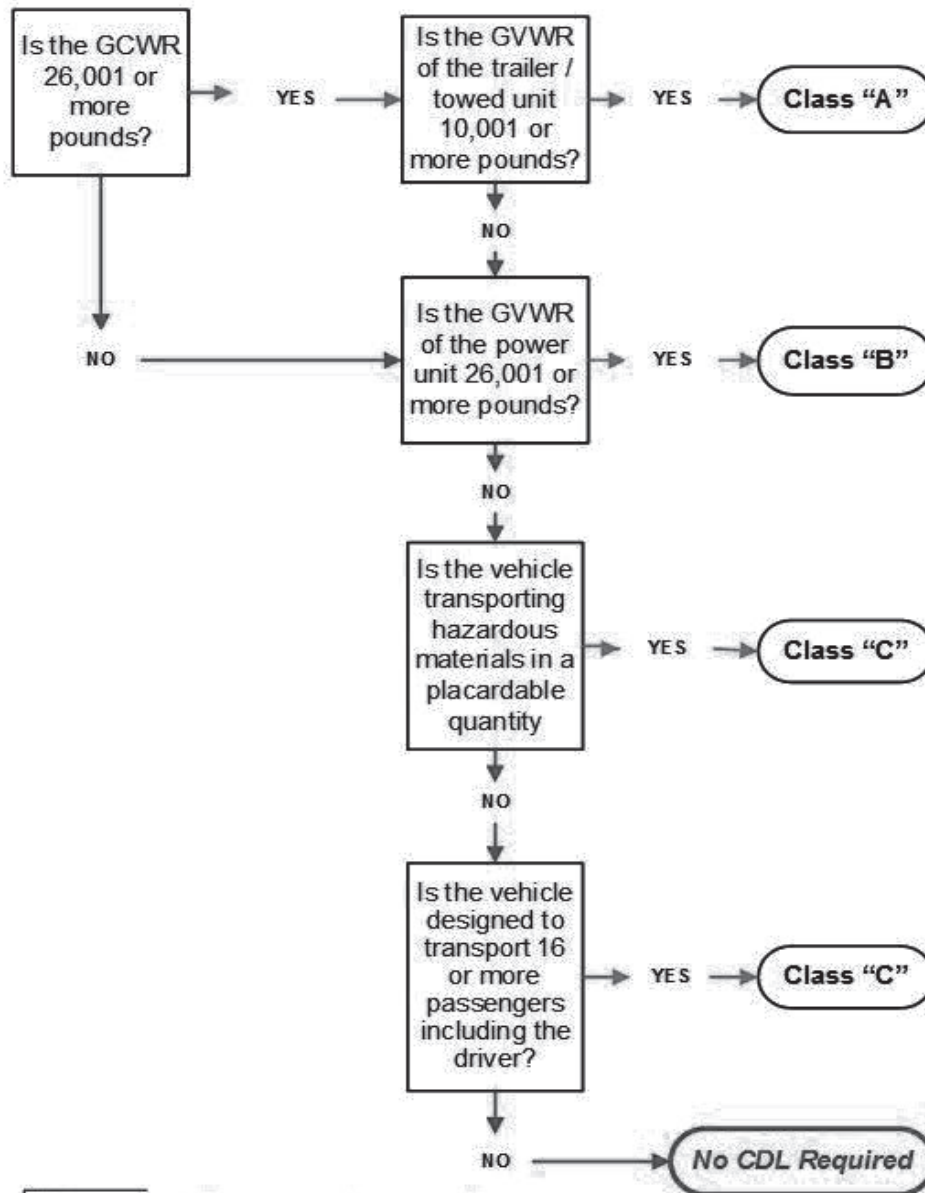 Is the GCWR
26,001 or
more
pounds?
YES
Is the GVWR
of the trailer /
towed unit
10,001 or
more pounds?
YES
Class “A”
NO
NO
Is the GVWR
of the power
unit 26,001 or
more pounds?
YES
Class “B”
NO
Is the vehicle
transporting
hazardous
materials in a
placardable
quantity
YES
Class “C”
NO
Is the vehicle
designed to
transport 16
or more
passengers
including the
driver?
YES
Class “C”
NO
No CDL Required